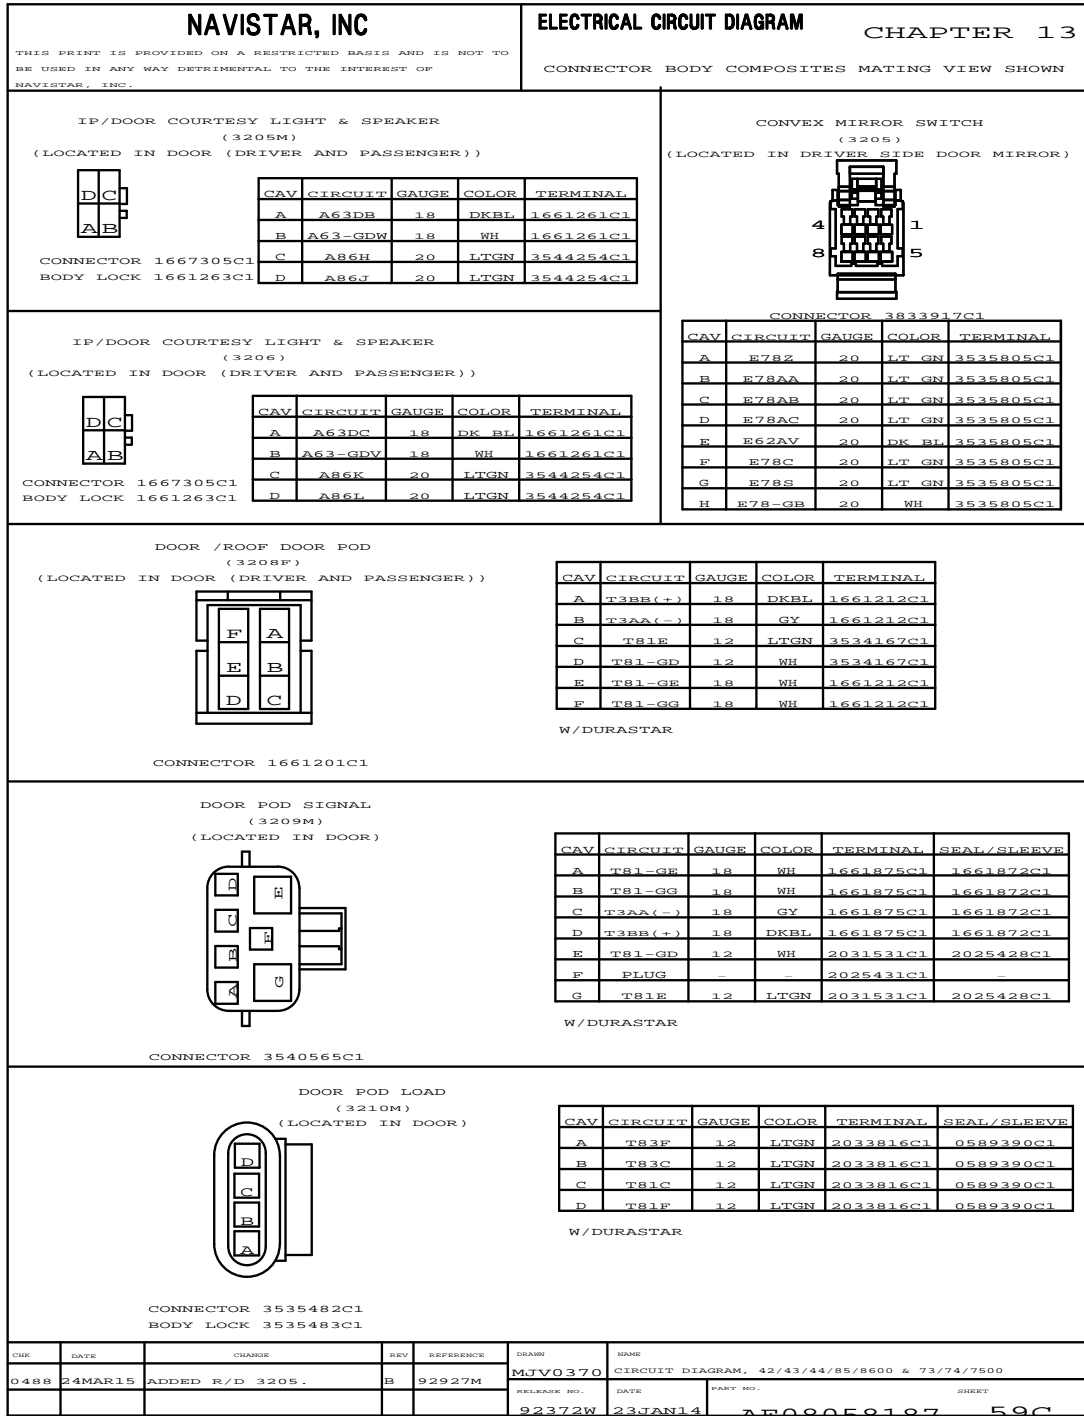 NAVISTAR, INC
THIS PRINT IS PROVIDED ON A RESTRICTED BASIS AND IS NOT TO
BE USED IN ANY WAY DETRIMENTAL TO THE INTEREST OF
NAVISTAR, INC.
ELECTRICAL CIRCUIT DIAGRAM
CHAPTER 13
CONNECTOR BODY COMPOSITES MATING VIEW SHOWN
IP/DOOR COURTESY LIGHT & SPEAKER
(3205M)
(LOCATED IN DOOR (DRIVER AND PASSENGER))
D C
A B
CONNECTOR 1667305C1
BODY LOCK 1661263C1
CAV CIRCUIT GAUGE COLOR TERMINAL
A A63DB 18 DKBL 1661261C1
B A63-GDW 18 WH 1661261C1
C A86H 20 LTGN 3544254C1
D A86J 20 LTGN 3544254C1
CONVEX MIRROR SWITCH
(3205)
(LOCATED IN DRIVER SIDE DOOR MIRROR)
4 1
8 5
CONNECTOR 3833917C1
CAV CIRCUIT GAUGE COLOR TERMINAL
A E78Z 20 LT GN 3535805C1
B E78AA 20 LT GN 3535805C1
C E78AB 20 LT GN 3535805C1
D E78AC 20 LT GN 3535805C1
E E62AV 20 DK BL 3535805C1
F E78C 20 LT GN 3535805C1
G E78S 20 LT GN 3535805C1
H E78-GB 20 WH 3535805C1
IP/DOOR COURTESY LIGHT & SPEAKER
(3206)
(LOCATED IN DOOR (DRIVER AND PASSENGER))
D C
A B
CONNECTOR 1667305C1
BODY LOCK 1661263C1
CAV CIRCUIT GAUGE COLOR TERMINAL
A A63DC 18 DK BL 1661261C1
B A63-GDV 18 WH 1661261C1
C A86K 20 LTGN 3544254C1
D A86L 20 LTGN 3544254C1
DOOR /ROOF DOOR POD
(3208F)
(LOCATED IN DOOR (DRIVER AND PASSENGER))
F A
E B
D C
CONNECTOR 1661201C1
CAV CIRCUIT GAUGE COLOR TERMINAL
A T3BB(+) 18 DKBL 1661212C1
B T3AA(-) 18 GY 1661212C1
C T81E 12 LTGN 3534167C1
D T81-GD 12 WH 3534167C1
E T81-GE 18 WH 1661212C1
F T81-GG 18 WH 1661212C1
W/DURASTAR
DOOR POD SIGNAL
(3209M)
(LOCATED IN DOOR)
D E
C
F
B
A G
CONNECTOR 3540565C1
CAV CIRCUIT GAUGE COLOR TERMINAL SEAL/SLEEVE
A T81-GE 18 WH 1661875C1 1661872C1
B T81-GG 18 WH 1661875C1 1661872C1
C T3AA(-) 18 GY 1661875C1 1661872C1
D T3BB(+) 18 DKBL 1661875C1 1661872C1
E T81-GD 12 WH 2031531C1 2025428C1
F PLUG - - 2025431C1 -
G T81E 12 LTGN 2031531C1 2025428C1
W/DURASTAR
DOOR POD LOAD
(3210M)
(LOCATED IN DOOR)
D
C
B
A
CONNECTOR 3535482C1
BODY LOCK 3535483C1
CAV CIRCUIT GAUGE COLOR TERMINAL SEAL/SLEEVE
A T83F 12 LTGN 2033816C1 0589390C1
B T83C 12 LTGN 2033816C1 0589390C1
C T81C 12 LTGN 2033816C1 0589390C1
D T81F 12 LTGN 2033816C1 0589390C1
W/DURASTAR
CHK DATE CHANGE REV REFERENCE
0488 24MAR15 ADDED R/D 3205. B 92927M
DRAWN NAME
MJV0370 CIRCUIT DIAGRAM, 42/43/44/85/8600 & 73/74/7500
RELEASE NO. DATE PART NO. SHEET
92372W 23JAN14 AE08058187 59C